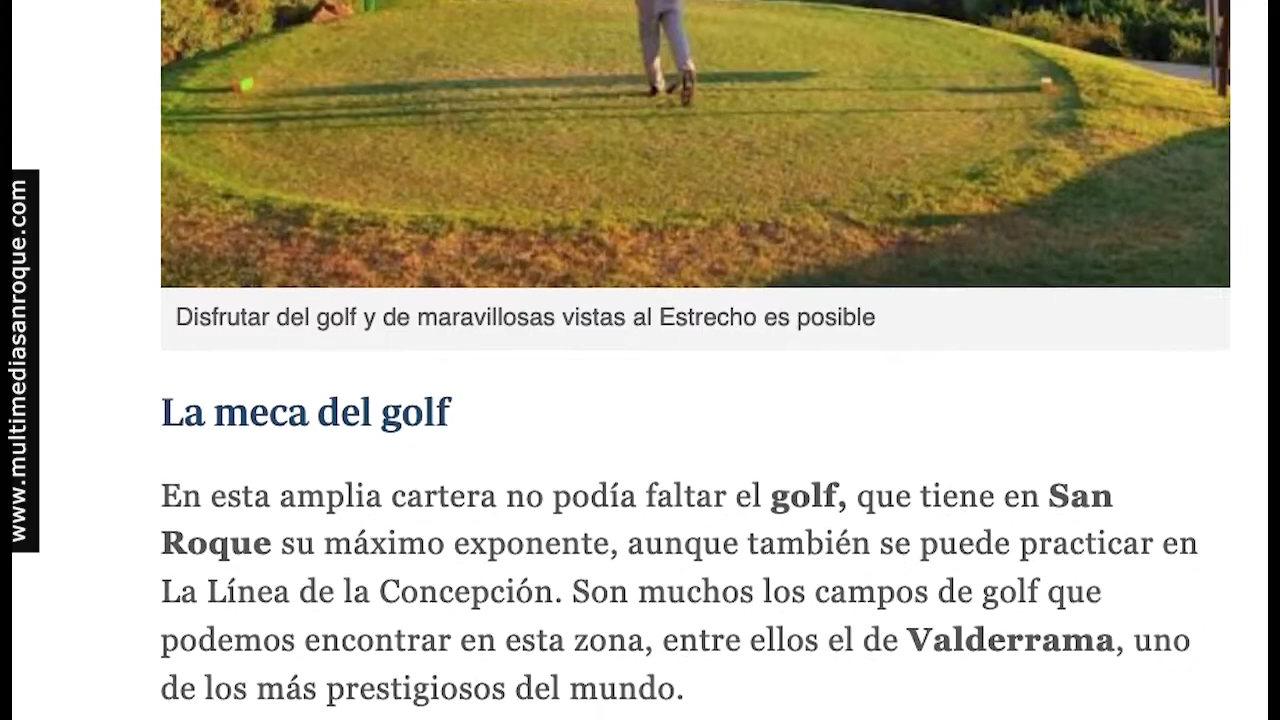 www.multimediasanroque.com
Disfrutar del golf y de maravillosas vistas al Estrecho es posible
La meca del golf
En esta amplia cartera no podía faltar el golf, que tiene en San
Roque su máximo exponente, aunque también se puede practicar en
La Línea de la Concepción. Son muchos los campos de golf que
podemos encontrar en esta zona, entre ellos el de Valderrama, uno
de los más prestigiosos del mundo.